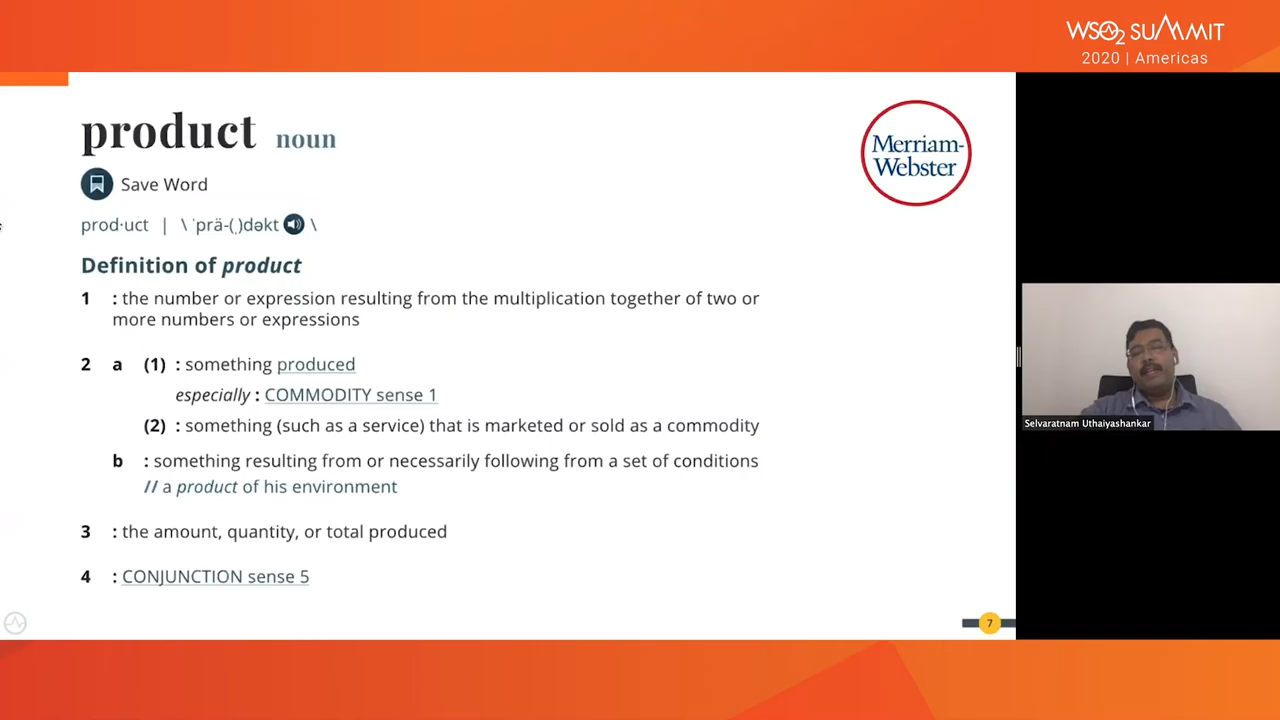 WSO2 SUMMIT
2020 | Americas
product noun
Merriam-
Webster
Save Word
prod·uct | \ ˈprä-(ˌ)dəkt \
Definition of product
1 : the number or expression resulting from the multiplication together of two or
more numbers or expressions
2 a (1) : something produced
especially : COMMODITY sense 1
(2) : something (such as a service) that is marketed or sold as a commodity
b : something resulting from or necessarily following from a set of conditions
// a product of his environment
3 : the amount, quantity, or total produced
4 : CONJUNCTION sense 5
Selvaratnam Uthaiyashankar
7